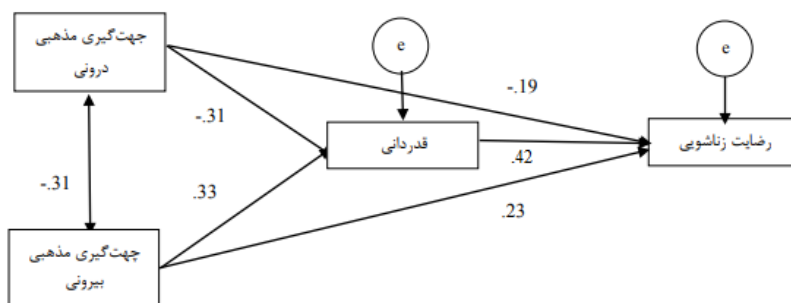 جهت‌گیری مذهبی
درونی
e
e
-.19
-.31
قدردانی
.42
رضایت زناشویی
-.31
.33
.23
جهت‌گیری مذهبی
بیرونی